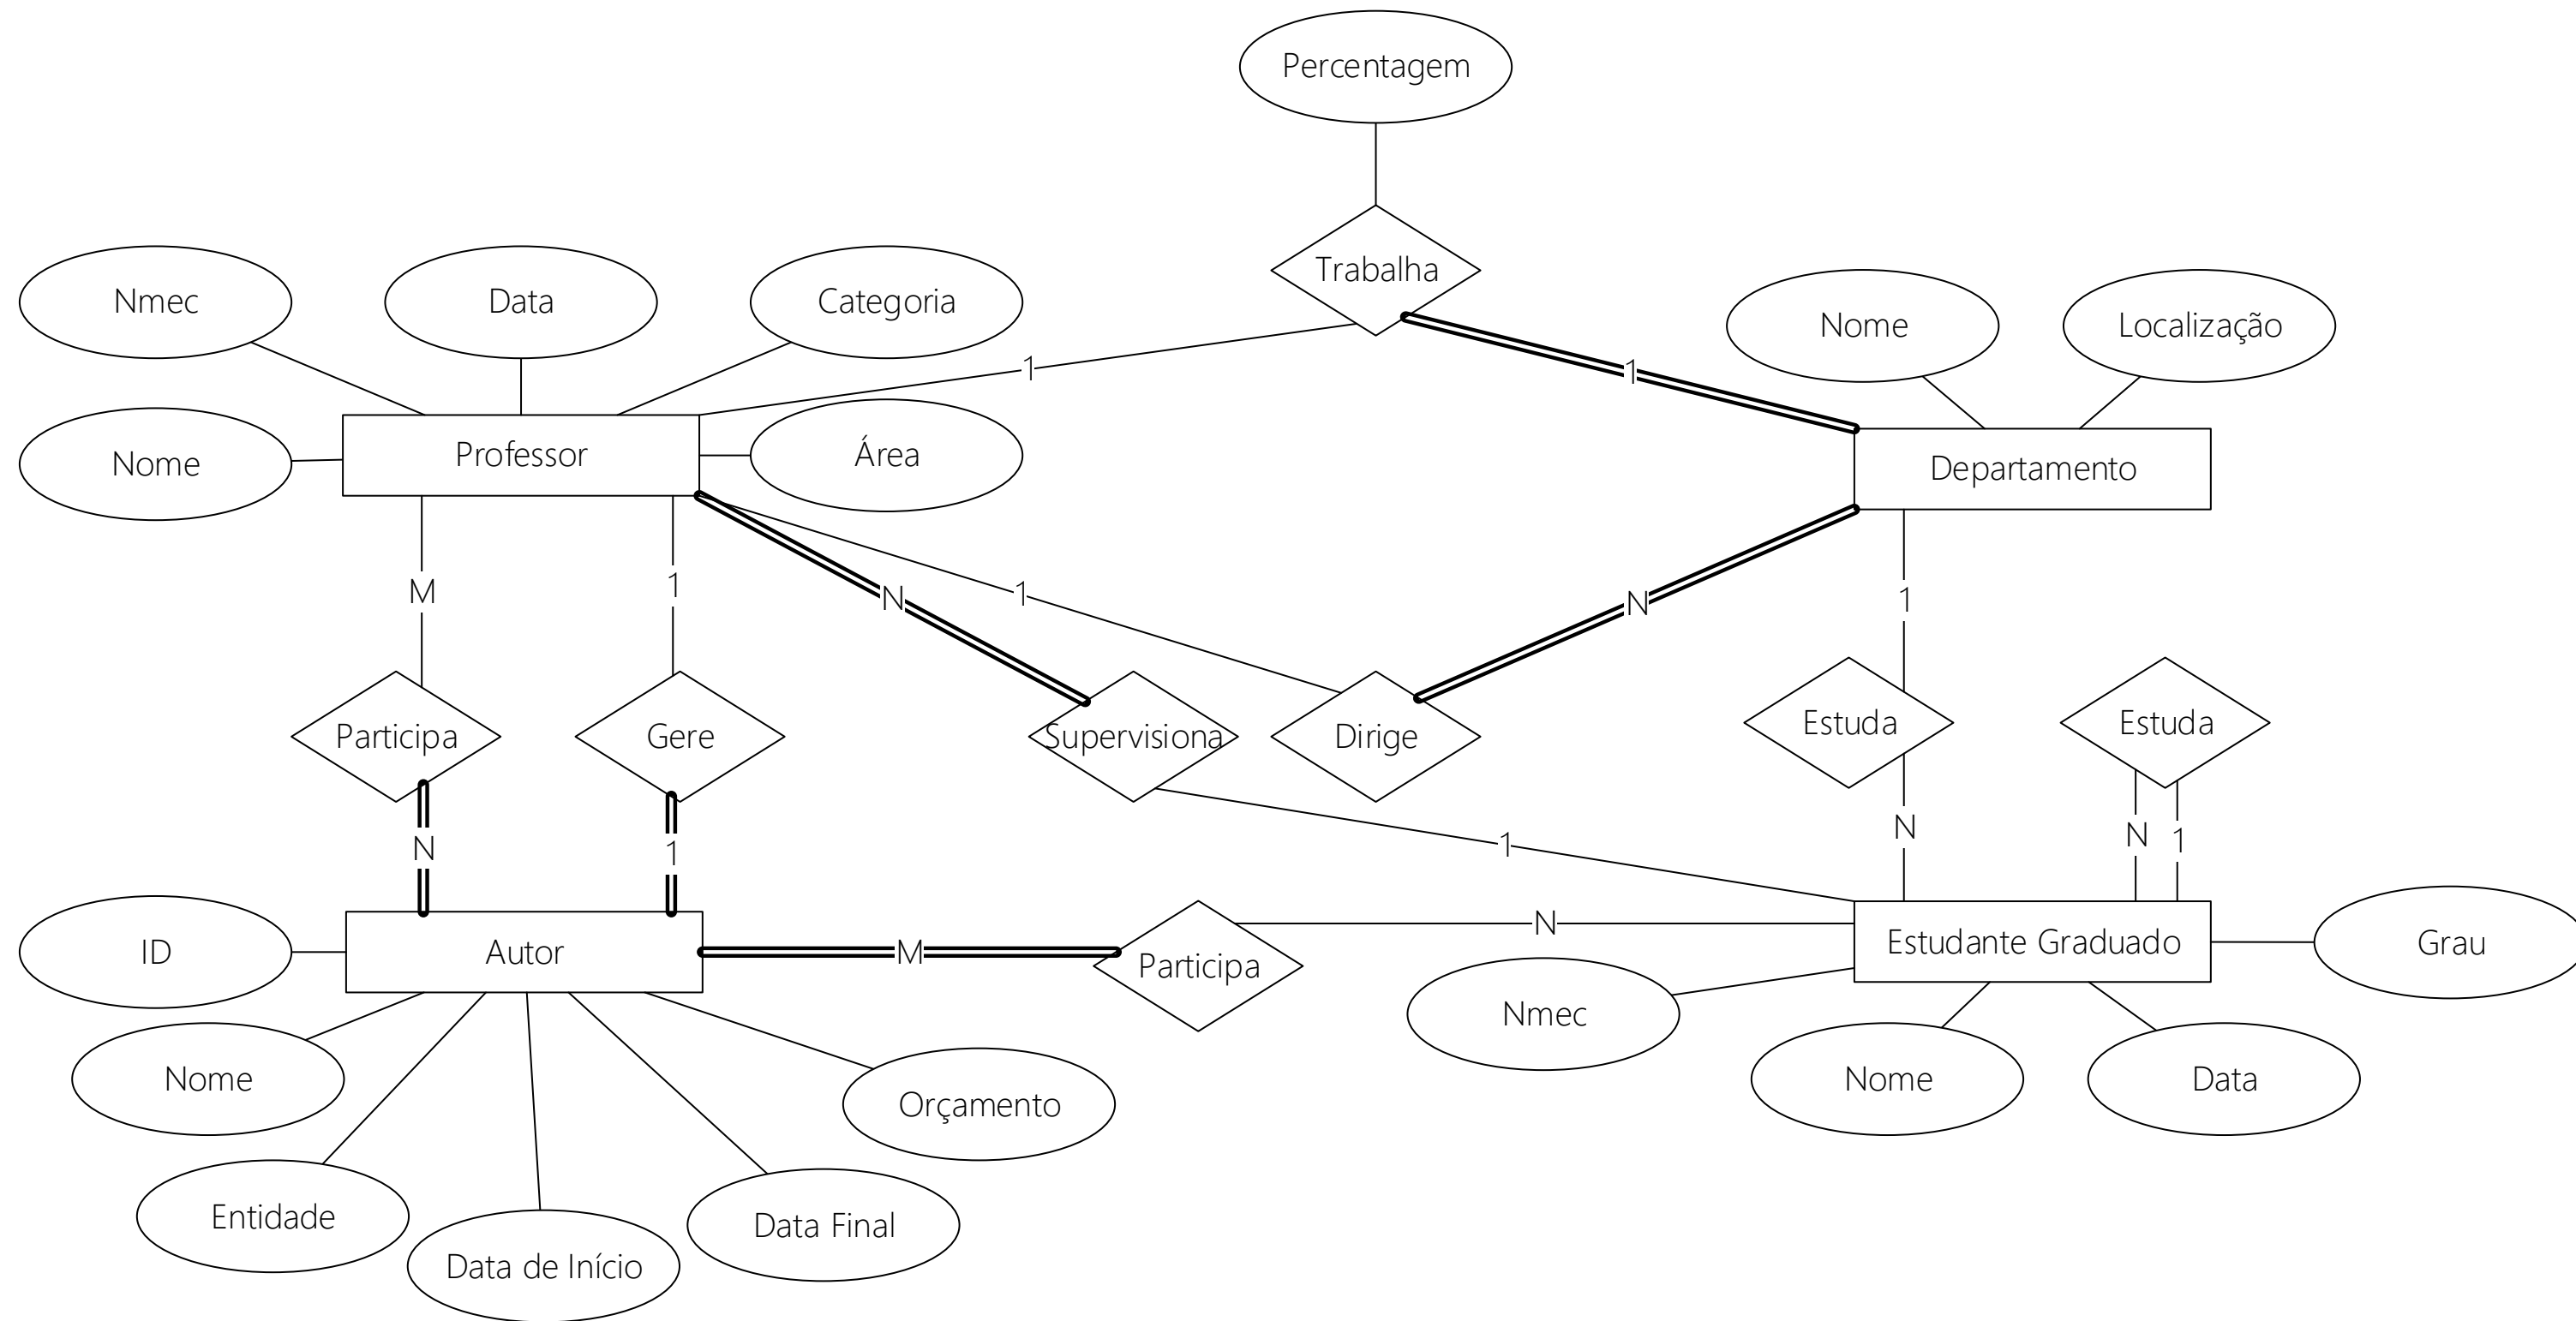 Percentagem
Trabalha
Nmec
Data
Categoria
Nome
Localização
1
1
Nome
Professor
Área
Departamento
M
1
N
1
N
1
Participa
Gere
Supervisiona
Dirige
Estuda
Estuda
N
1
1
N
N
1
ID
Autor
M
Participa
N
Estudante Graduado
Grau
Nmec
Nome
Orçamento
Nome
Data
Entidade
Data de Início
Data Final